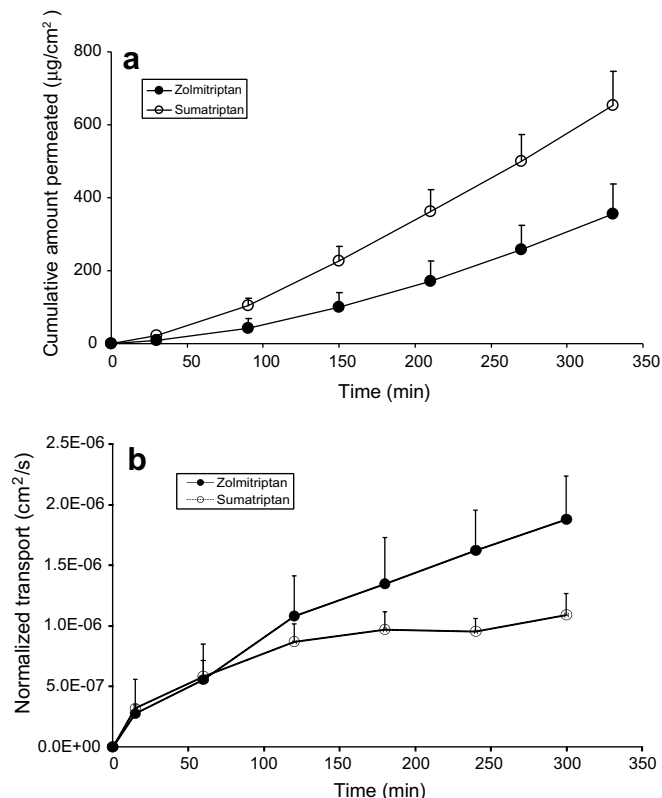 a
Cumulative amount permeated (μg/cm²)
800
600
400
200
0
Zolmitriptan
Sumatriptan
0 50 100 150 200 250 300 350
Time (min)
b
Normalized transport (cm²/s)
2.5E-06
2.0E-06
1.5E-06
1.0E-06
5.0E-07
0.0E+00
Zolmitriptan
Sumatriptan
0 50 100 150 200 250 300 350
Time (min)